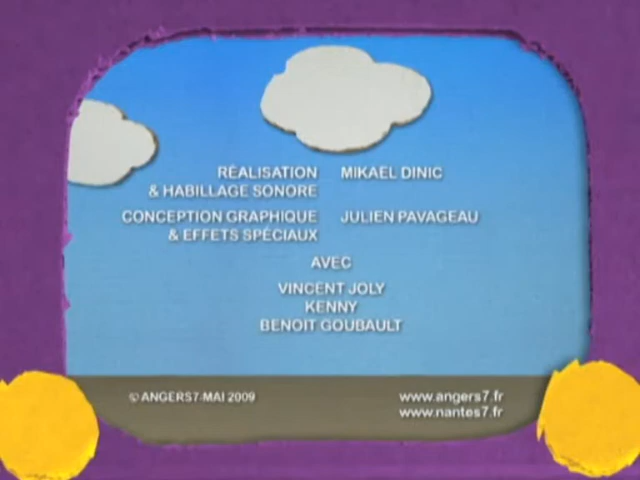 RÉALISATION MIKAËL DINIC
& HABILLAGE SONORE
CONCEPTION GRAPHIQUE JULIEN PAVAGEAU
& EFFETS SPÉCIAUX
AVEC
VINCENT JOLY
KENNY
BENOIT GOUBAULT
© ANGERS7-MAI 2009 www.angers7.fr
www.nantes7.fr